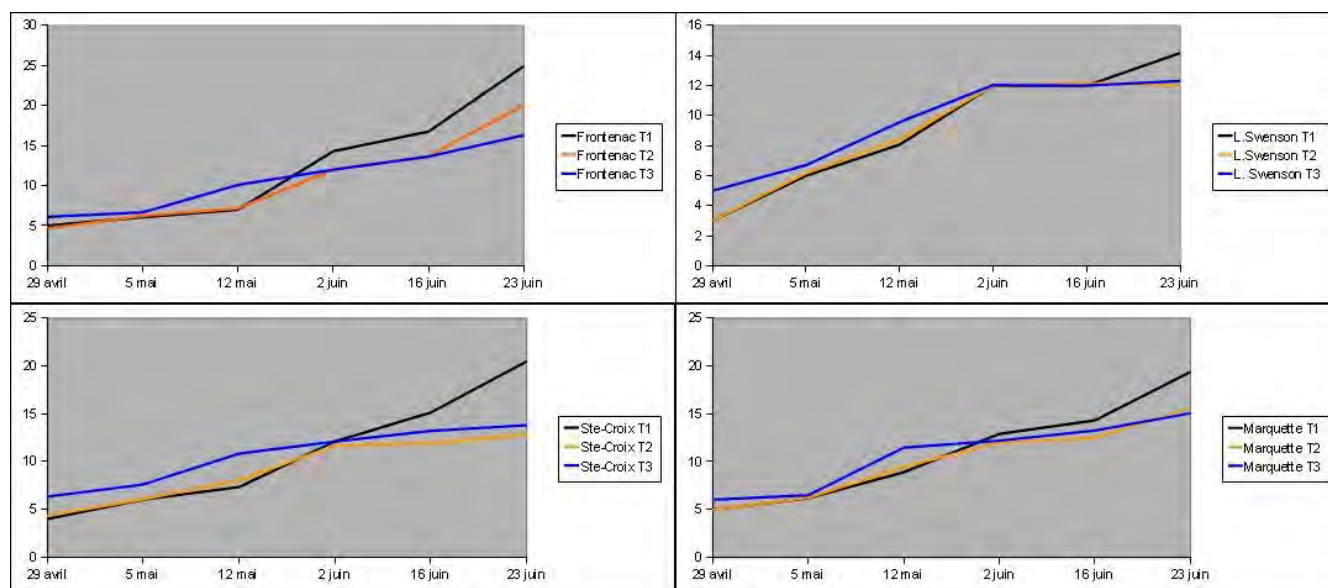 30
25
20
15
10
5
0
29 avril 5 mai 12 mai 2 juin 16 juin 23 juin
Frontenac T1
Frontenac T2
Frontenac T3
16
14
12
10
8
6
4
2
0
29 avril 5 mai 12 mai 2 juin 16 juin 23 juin
L.Swenson T1
L.Swenson T2
L. Swenson T3
25
20
15
10
5
0
29 avril 5 mai 12 mai 2 juin 16 juin 23 juin
Ste-Croix T1
Ste-Croix T2
Ste-Croix T3
25
20
15
10
5
0
29 avril 5 mai 12 mai 2 juin 16 juin 23 juin
Marquette T1
Marquette T2
Marquette T3